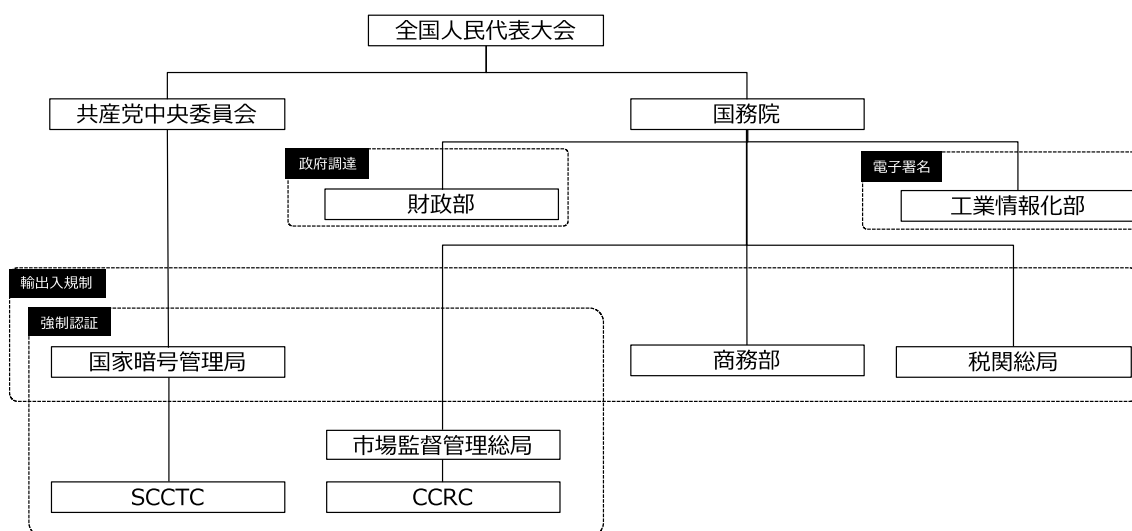 全国人民代表大会
共産党中央委員会
国務院
政府調達
財政部
電子署名
工業情報化部
輸出入規制
強制認証
国家暗号管理局
商務部
税関総局
市場監督管理総局
SCCTC
CCRC